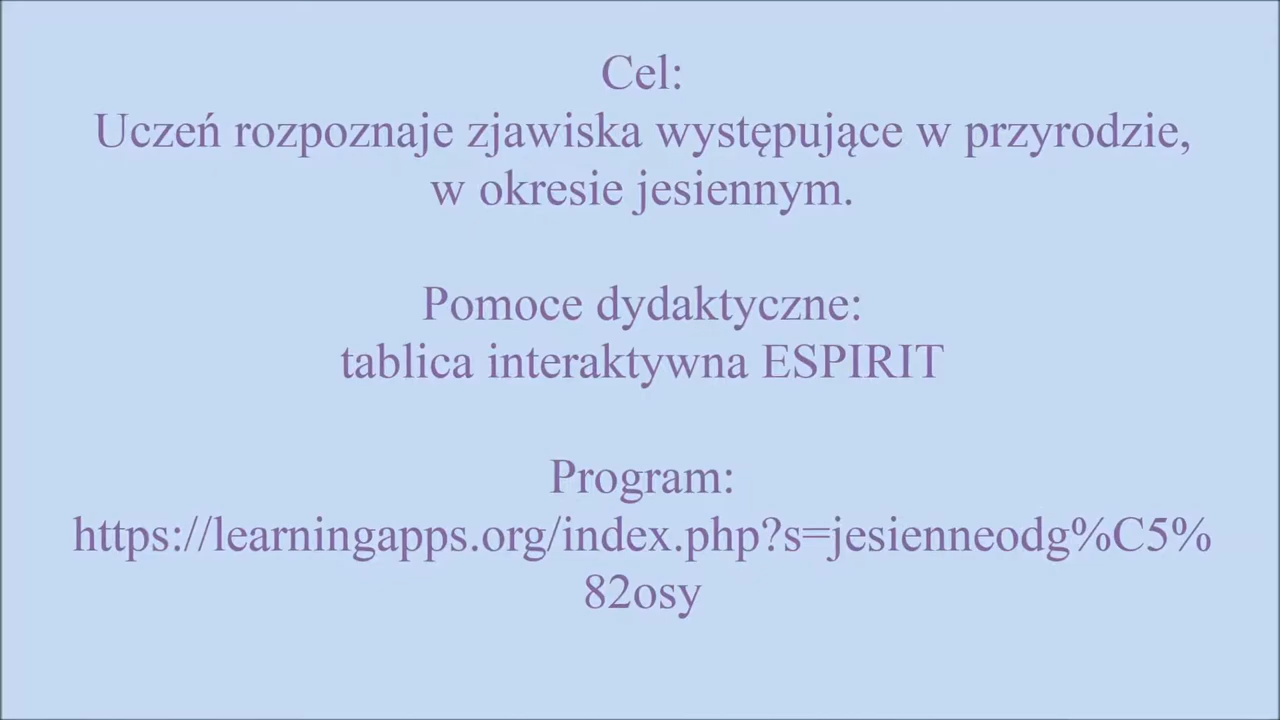 Cel:
Uczeń rozpoznaje zjawiska występujące w przyrodzie,
w okresie jesiennym.
Pomoce dydaktyczne:
tablica interaktywna ESPIRIT
Program:
https://learningapps.org/index.php?s=jesienneodg%C5%
82osy